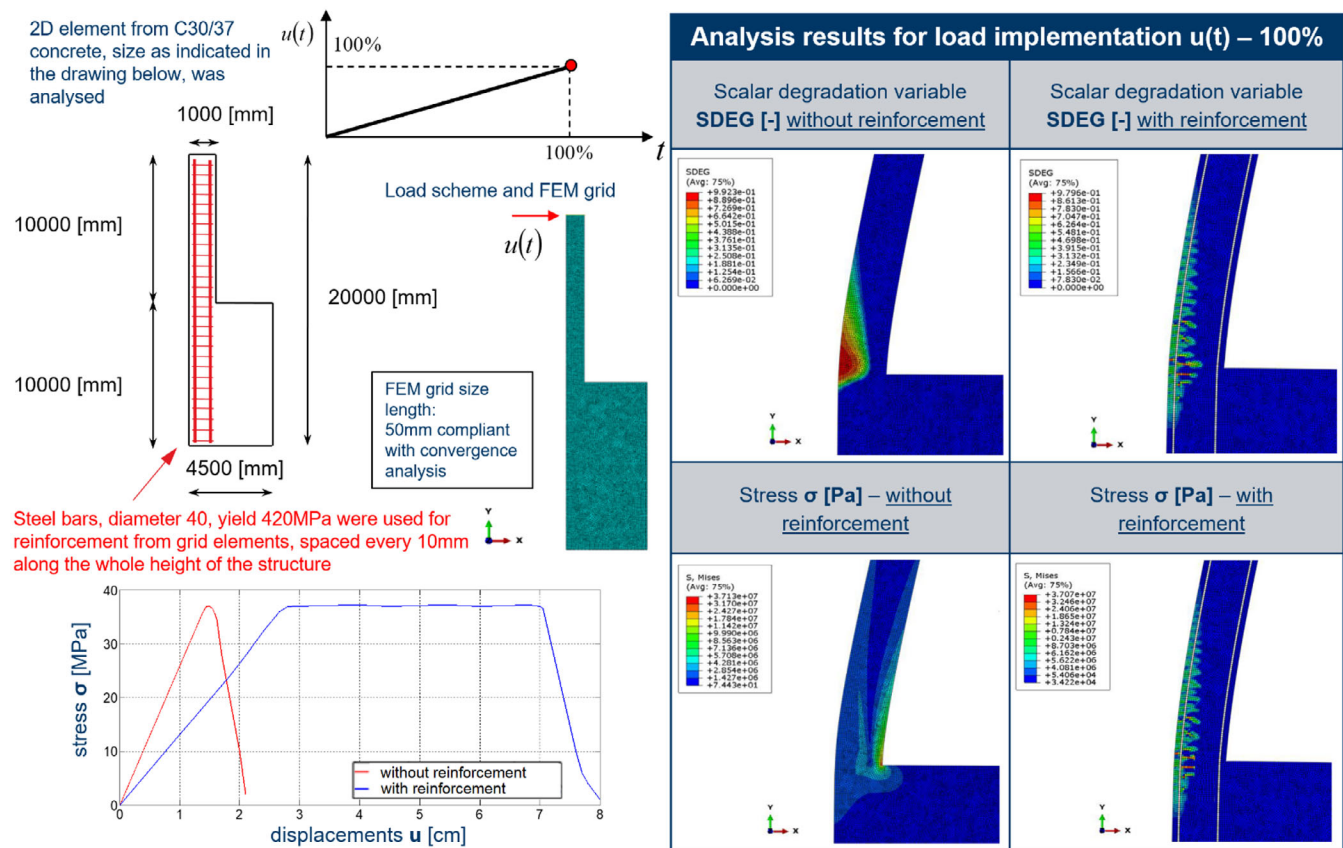 2D element from C30/37
concrete, size as indicated in
the drawing below, was
analysed
1000 [mm]
10000 [mm]
10000 [mm]
20000 [mm]
4500 [mm]
Steel bars, diameter 40, yield 420MPa were used for
reinforcement from grid elements, spaced every 10mm
along the whole height of the structure
u(t)
100%
100%
t
Load scheme and FEM grid
u(t)
FEM grid size
length:
50mm compliant
with convergence
analysis
Y
X
stress σ [MPa]
40
30
20
10
0
0 1 2 3 4 5 6 7 8
without reinforcement
with reinforcement
displacements u [cm]
Analysis results for load implementation u(t) – 100%
Scalar degradation variable
SDEG [-] without reinforcement
Scalar degradation variable
SDEG [-] with reinforcement
SDEG
(Avg: 75%)
+9.923e-01
+8.896e-01
+7.269e-01
+6.642e-01
+5.015e-01
+4.388e-01
+3.761e-01
+3.135e-01
+2.508e-01
+1.881e-01
+1.254e-01
+6.269e-02
+0.000e+00
Y
X
SDEG
(Avg: 75%)
+9.796e-01
+8.613e-01
+7.830e-01
+7.047e-01
+6.264e-01
+5.481e-01
+4.698e-01
+3.915e-01
+3.132e-01
+2.349e-01
+1.566e-01
+7.830e-02
+0.000e+00
Y
X
Stress σ [Pa] – without
reinforcement
Stress σ [Pa] – with
reinforcement
S, Mises
(Avg: 75%)
+3.713e+07
+3.170e+07
+2.427e+07
+1.784e+07
+1.142e+07
+9.990e+06
+8.563e+06
+7.136e+06
+5.708e+06
+4.281e+06
+2.854e+06
+1.427e+06
+7.443e+01
Y
X
S, Mises
(Avg: 75%)
+3.707e+07
+3.246e+07
+2.406e+07
+1.865e+07
+1.324e+07
+0.784e+07
+0.243e+07
+8.703e+06
+6.162e+06
+5.622e+06
+4.081e+06
+5.406e+04
+3.422e+04
Y
X